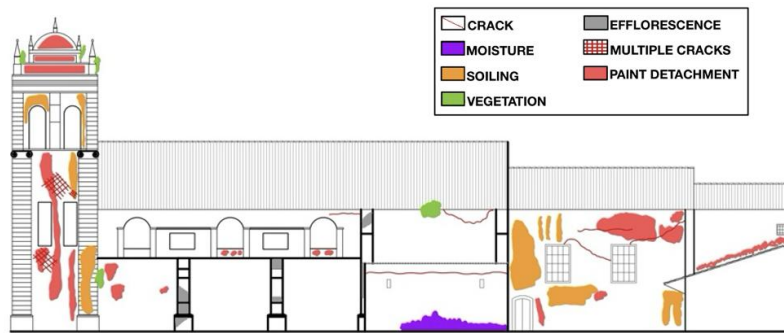 CRACK
MOISTURE
SOILING
VEGETATION
EFFLORESCENCE
MULTIPLE CRACKS
PAINT DETACHMENT